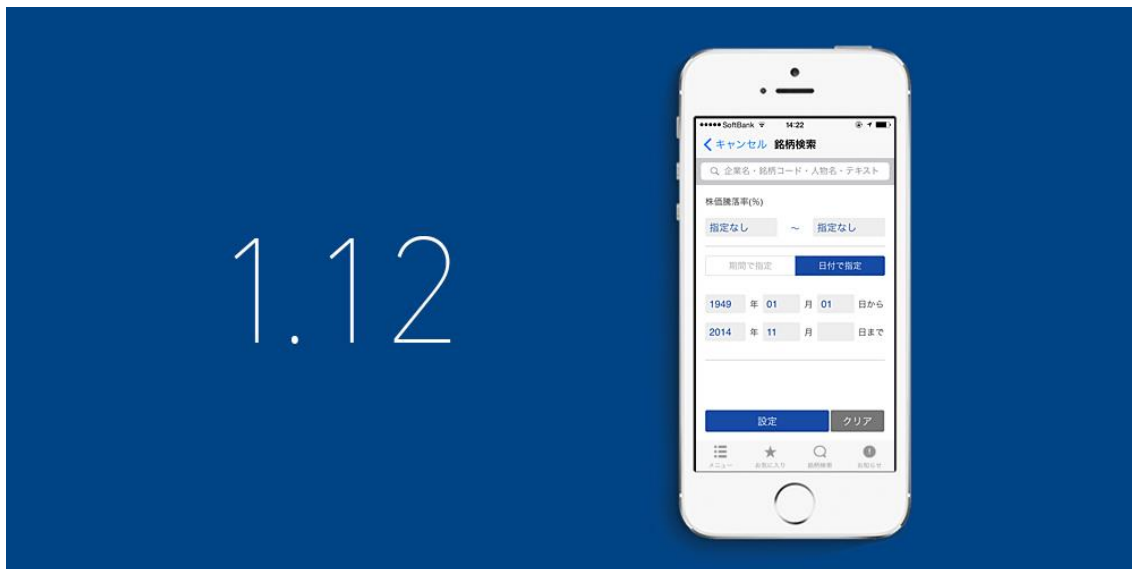 1.12
SoftBank 14:22
キャンセル 銘柄検索
企業名・銘柄コード・人物名・テキスト
株価騰落率(%)
指定なし ~ 指定なし
期間で指定 日付で指定
1949 年 01 月 01 日から
2014 年 11 月 日まで
設定 クリア
メニュー お気に入り 銘柄検索 お知らせ